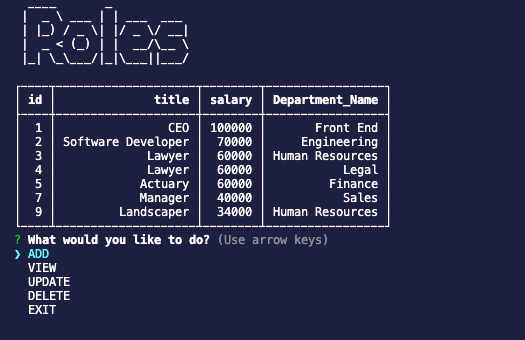 Roles
id title salary Department_Name
1 CEO 100000 Front End
2 Software Developer 70000 Engineering
3 Lawyer 60000 Human Resources
4 Lawyer 60000 Legal
5 Actuary 60000 Finance
7 Manager 40000 Sales
9 Landscaper 34000 Human Resources
? What would you like to do? (Use arrow keys)
❯ ADD
VIEW
UPDATE
DELETE
EXIT